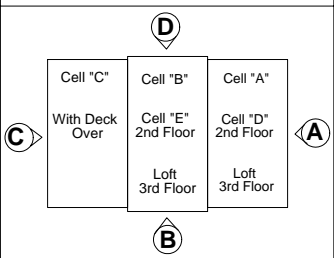 D
Cell "C"
With Deck
Over
Cell "B"
Cell "E"
2nd Floor
Loft
3rd Floor
Cell "A"
Cell "D"
2nd Floor
Loft
3rd Floor
C
A
B